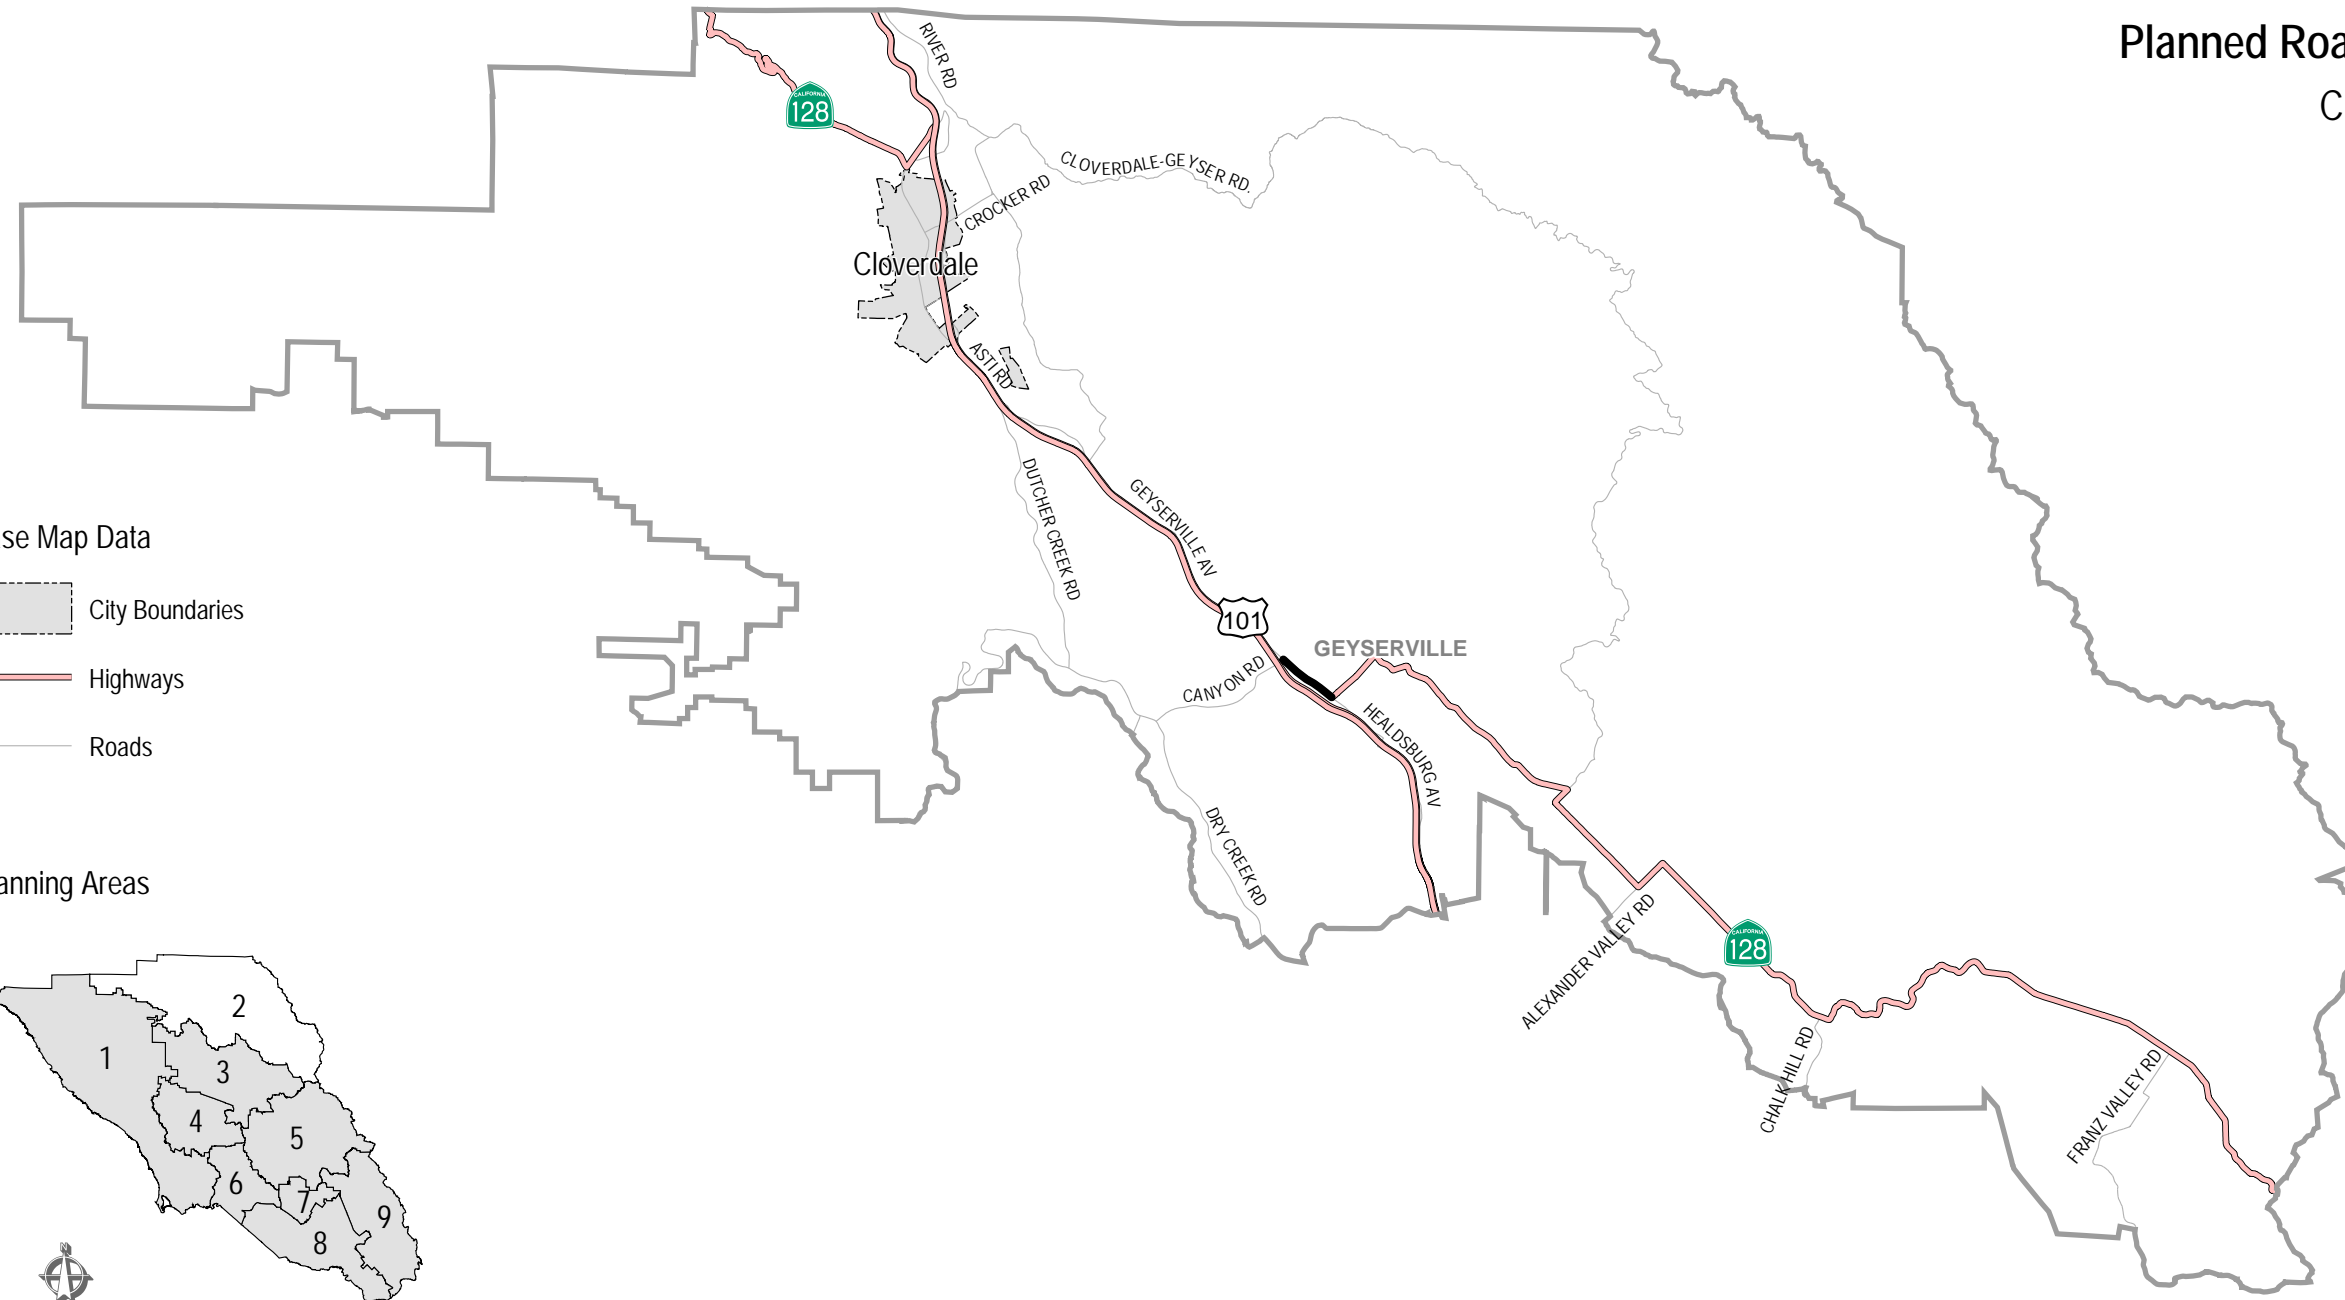 Planned Roa
C
RIVER RD
CALIFORNIA
128
CLOVERDALE-GEYSER RD.
CROCKER RD
Cloverdale
ASTI RD
DUTCHER CREEK RD
GEYSERVILLE AV
se Map Data
City Boundaries
Highways
Roads
101
GEYSERVILLE
CANYON RD
HEALDSBURG AV
DRY CREEK RD
anning Areas
ALEXANDER VALLEY RD
CALIFORNIA
128
CHALK HILL RD
FRANZ VALLEY RD
2
1
3
4
5
6
7
9
8
N